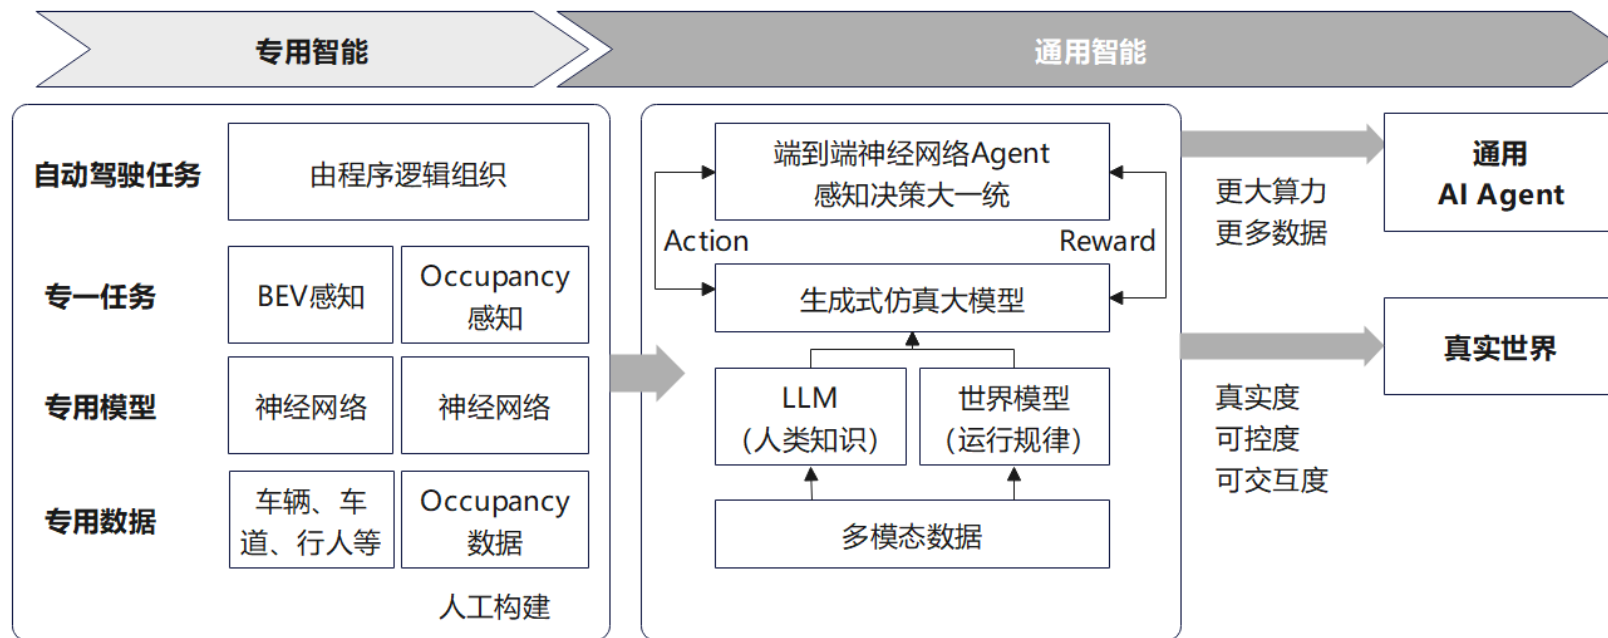 专用智能
通用智能
自动驾驶任务
由程序逻辑组织
专一任务
BEV感知
Occupancy
感知
专用模型
神经网络
神经网络
专用数据
车辆、车
道、行人等
Occupancy
数据
人工构建
端到端神经网络Agent
感知决策大一统
Action
Reward
生成式仿真大模型
LLM
（人类知识）
世界模型
（运行规律）
多模态数据
更大算力
更多数据
通用
AI Agent
真实世界
真实度
可控度
可交互度